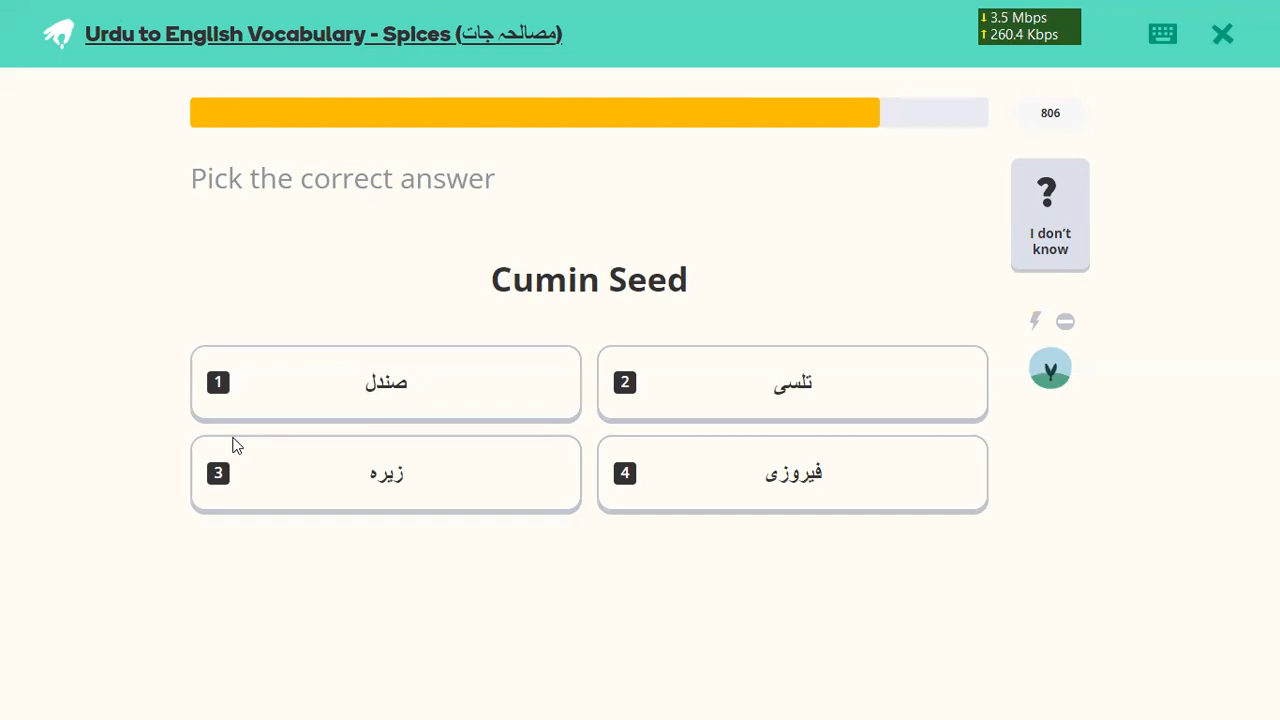 Urdu to English Vocabulary - Spices (مصالحہ جات)
↓ 3.5 Mbps
↑ 260.4 Kbps
806
Pick the correct answer
?
I don't
know
Cumin Seed
1 صندل
2 تلسی
3 زیرہ
4 فیروزی